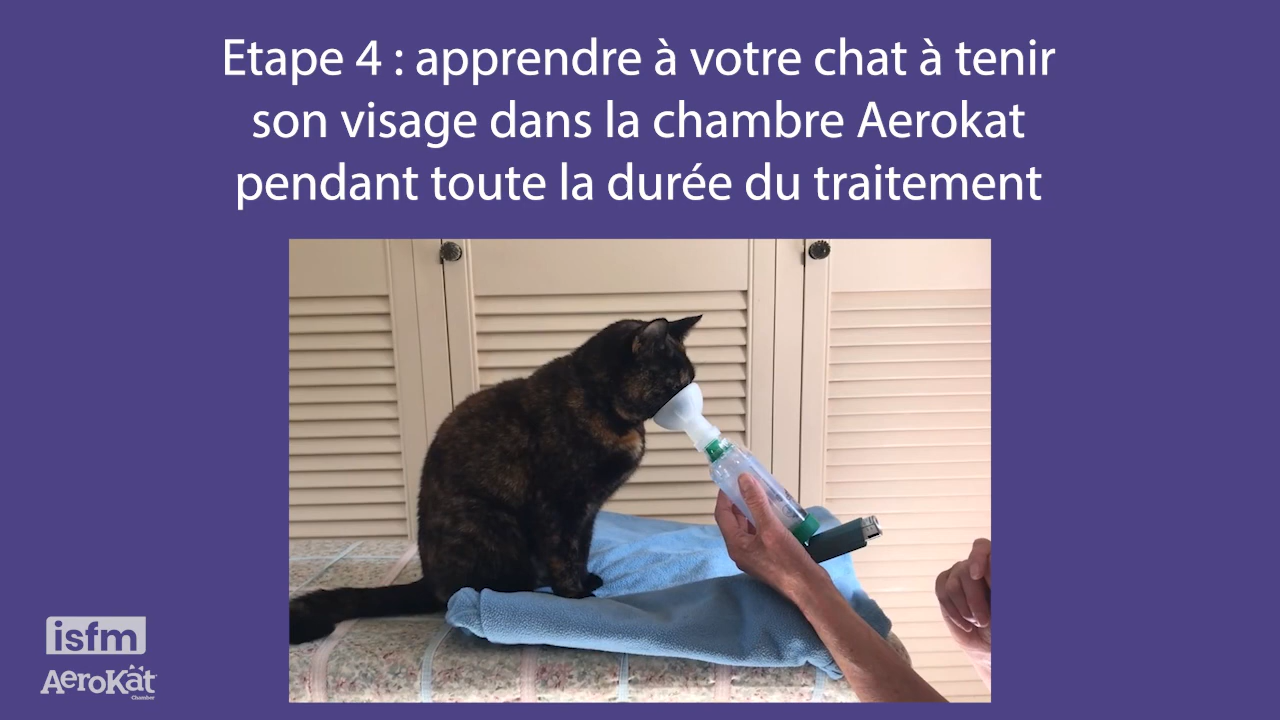 Etape 4 : apprendre à votre chat à tenir
son visage dans la chambre Aerokat
pendant toute la durée du traitement
isfm
AeroKat
Chamber